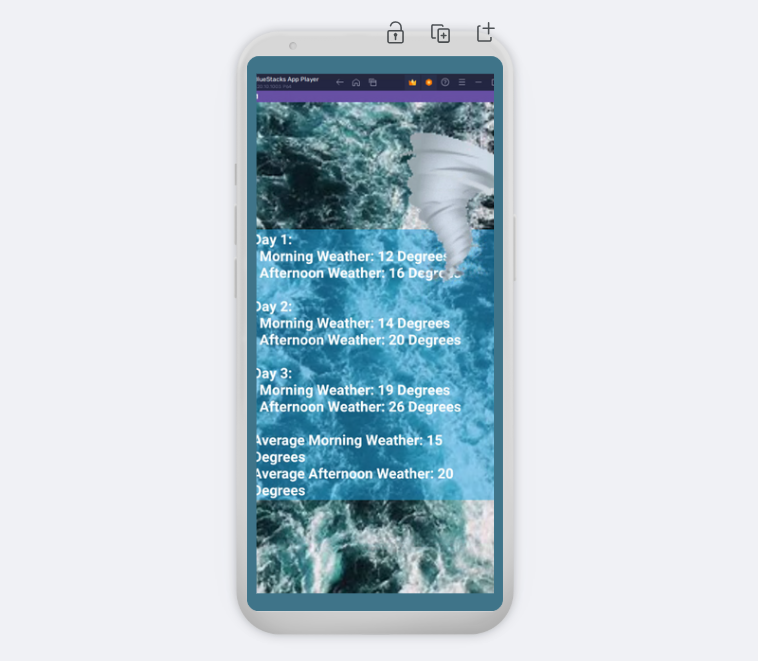 lueStacks App Player
Day 1:
Morning Weather: 12 Degrees
Afternoon Weather: 16 Degrees
Day 2:
Morning Weather: 14 Degrees
Afternoon Weather: 20 Degrees
Day 3:
Morning Weather: 19 Degrees
Afternoon Weather: 26 Degrees
Average Morning Weather: 15
Degrees
Average Afternoon Weather: 20
Degrees